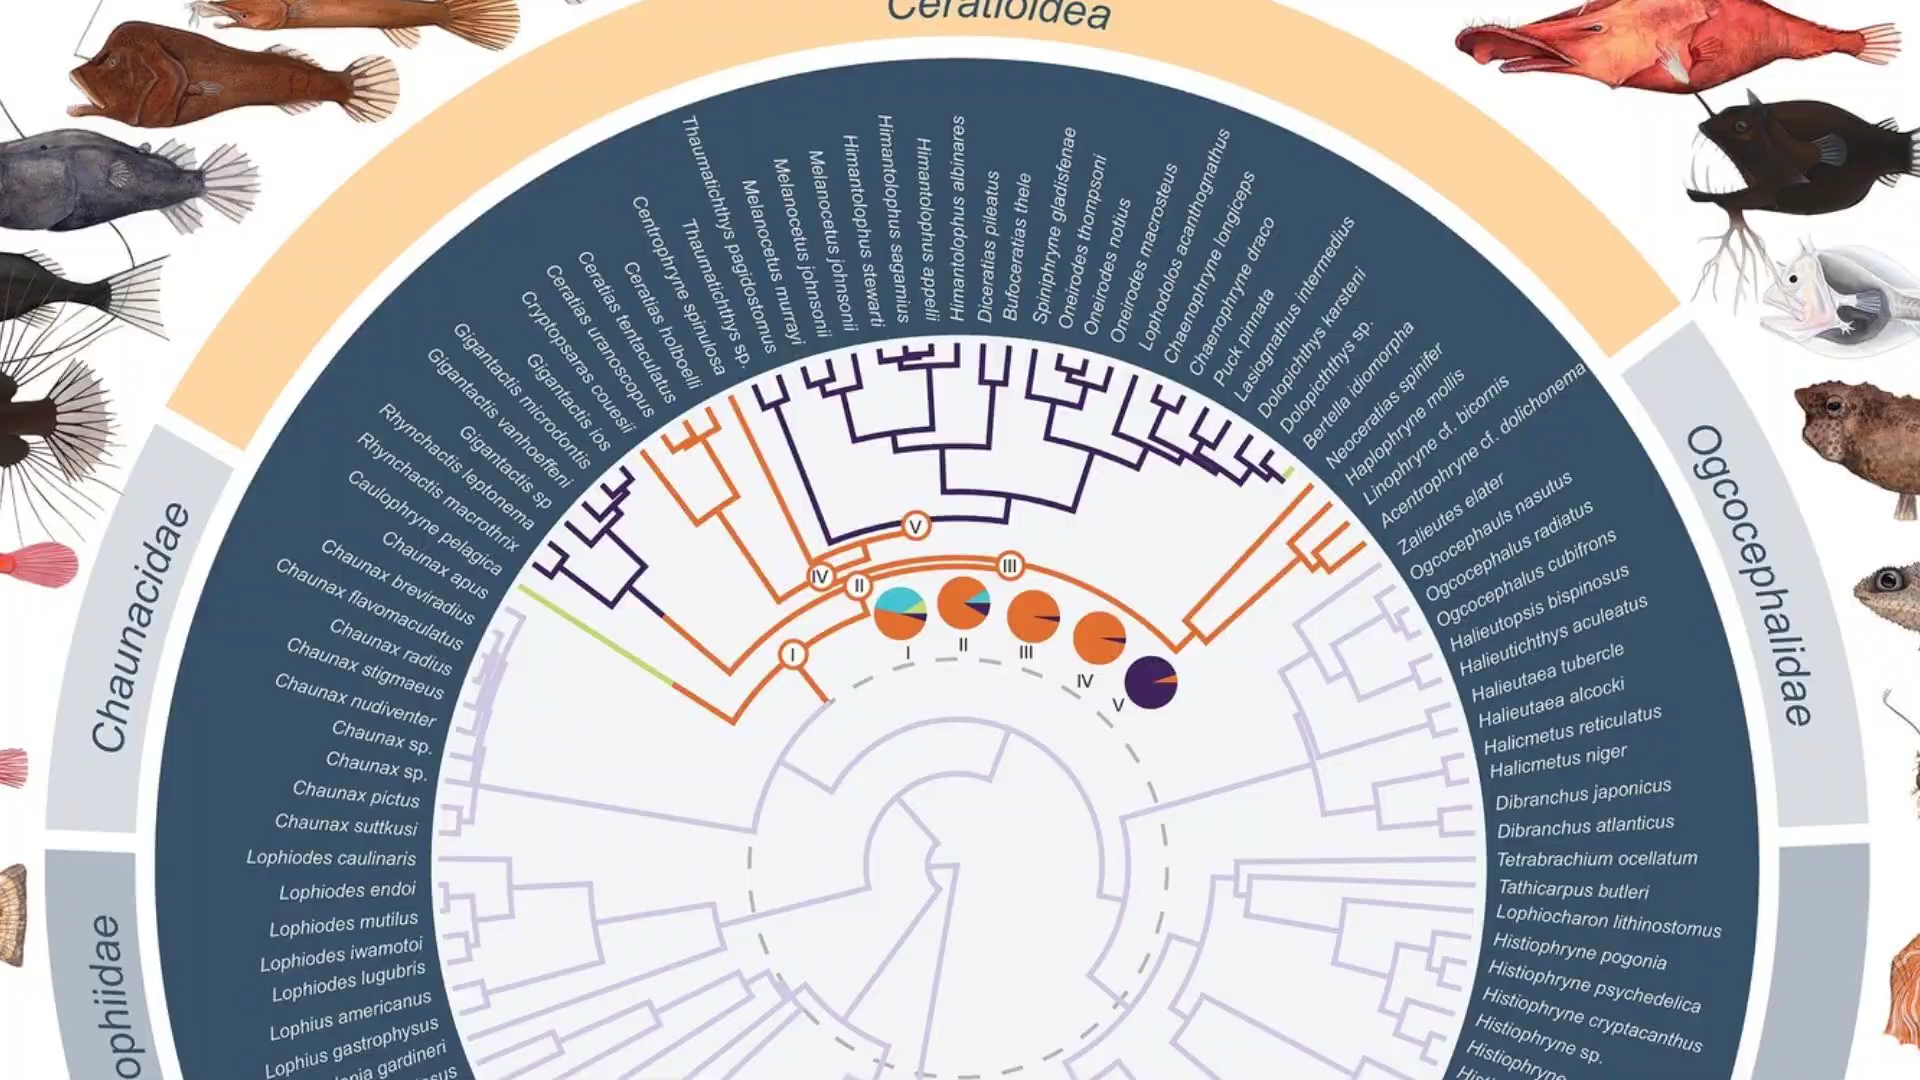 Ceratioidea
Chaunacidae
ophiidae
Ogcocephalidae
Lophius gastrophysus
Lophius americanus
Lophiodes lugubris
Lophiodes iwamotoi
Lophiodes mutilus
Lophiodes endoi
Lophiodes caulinaris
Chaunax suttkusi
Chaunax pictus
Chaunax sp.
Chaunax sp.
Chaunax nudiventer
Chaunax stigmaeus
Chaunax radius
Chaunax flavomaculatus
Chaunax breviradius
Chaunax apus
Caulophryne pelagica
Rhynchactis macrothrix
Rhynchactis leptonema
Gigantactis sp
Gigantactis vanhoeffeni
Gigantactis microdontis
Gigantactis ios
Cryptopsaras couesii
Ceratias uranoscopus
Ceratias tentaculatus
Ceratias holboelli
Centrophryne spinulosa
Thaumatichthys sp.
Thaumatichthys pagidostomus
Melanocetus murrayi
Melanocetus johnsonii
Melanocetus johnsonii
Himantolophus stewarti
Himantolophus sagamius
Himantolophus appelii
Himantolophus albinares
Diceratias pileatus
Bufoceratias thele
Spiniphryne gladisfenae
Oneirodes thompsoni
Oneirodes notius
Oneirodes macrosteus
Lophodolos acanthognathus
Chaenophryne longiceps
Chaenophryne draco
Puck pinnata
Lasiognathus intermedius
Dolopichthys karsteni
Dolopicthhys sp.
Bertella idiomorpha
Neoceratias spinifer
Haplophryne mollis
Linophryne cf. bicornis
Acentrophryne cf. dolichonema
Zalieutes elater
Ogcocephauls nasutus
Ogcocephalus radiatus
Ogcocephalus cubifrons
Halieutopsis bispinosus
Halieutichthys aculeatus
Halieutaea tubercle
Halieutaea alcocki
Halicmetus reticulatus
Halicmetus niger
Dibranchus japonicus
Dibranchus atlanticus
Tetrabrachium ocellatum
Tathicarpus butleri
Lophiocharon lithinostomus
Histiophryne pogonia
Histiophryne psychedelica
Histiophryne cryptacanthus
Histiophryne sp.
Histiophryne
V
IV
II
III
I
I
II
III
IV
V